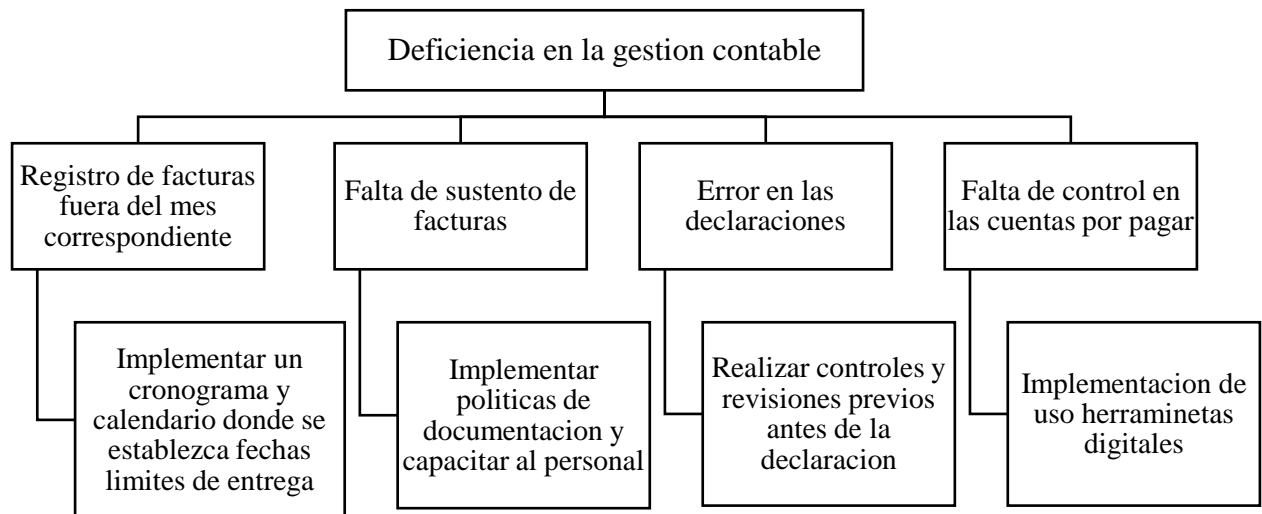 Deficiencia en la gestion contable
Registro de facturas
fuera del mes
correspondiente
Falta de sustento de
facturas
Error en las
declaraciones
Falta de control en
las cuentas por pagar
Implementar un
cronograma y
calendario donde se
establezca fechas
limites de entrega
Implementar
politicas de
documentacion y
capacitar al personal
Realizar controles y
revisiones previos
antes de la
declaracion
Implementacion de
uso herraminetas
digitales